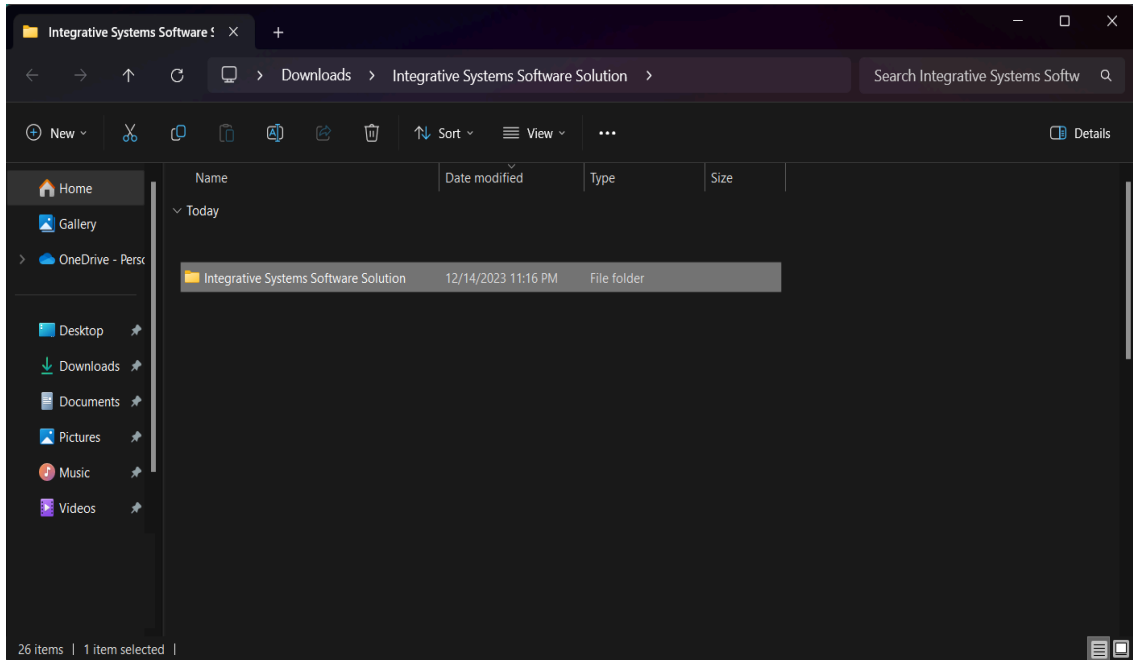 Integrative Systems Software S
Downloads > Integrative Systems Software Solution >
Search Integrative Systems Softw
New
Sort
View
Details
Home
Gallery
OneDrive - Perso
Desktop
Downloads
Documents
Pictures
Music
Videos
Name Date modified Type Size
Today
Integrative Systems Software Solution 12/14/2023 11:16 PM File folder
26 items | 1 item selected |